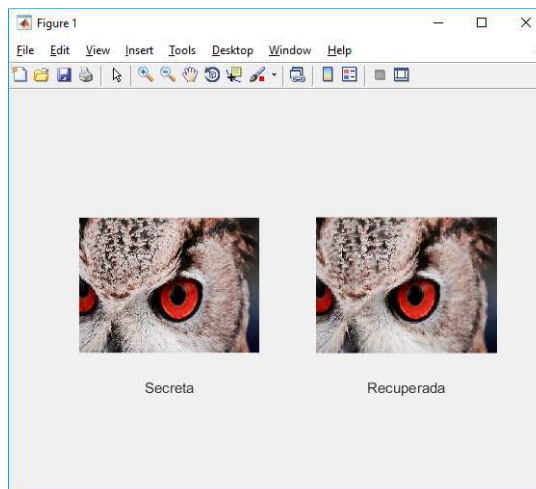 Figure 1
File Edit View Insert Tools Desktop Window Help
Secreta Recuperada